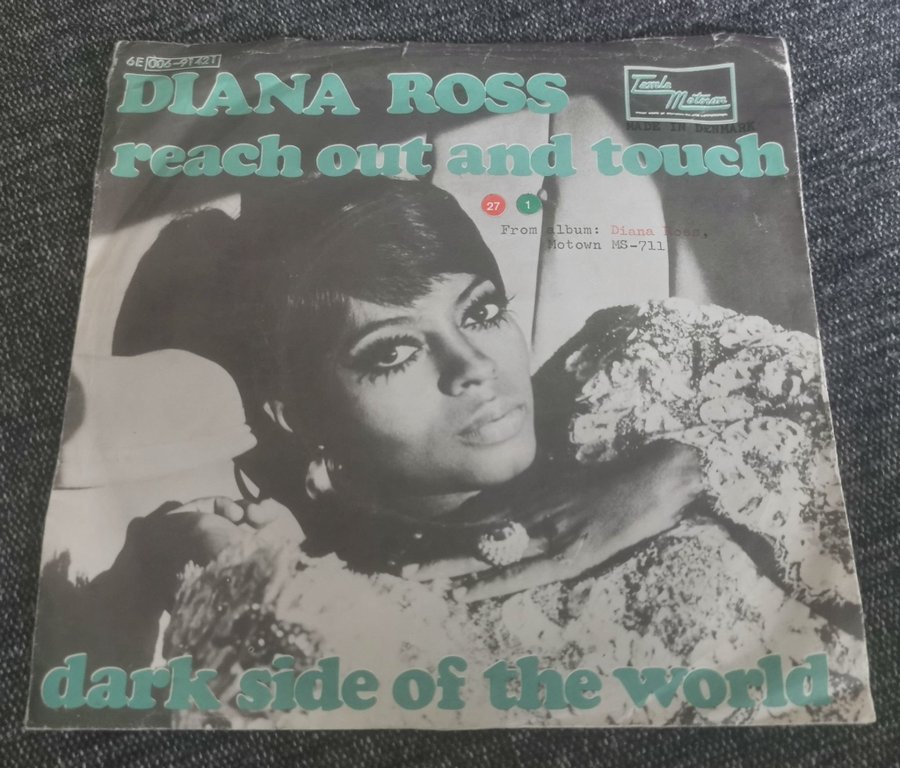 6E 006-91421
DIANA ROSS
Tamla
Motown
MADE IN DENMARK
reach out and touch
27 1
From album: Diana Ross,
Motown MS-711
dark side of the world